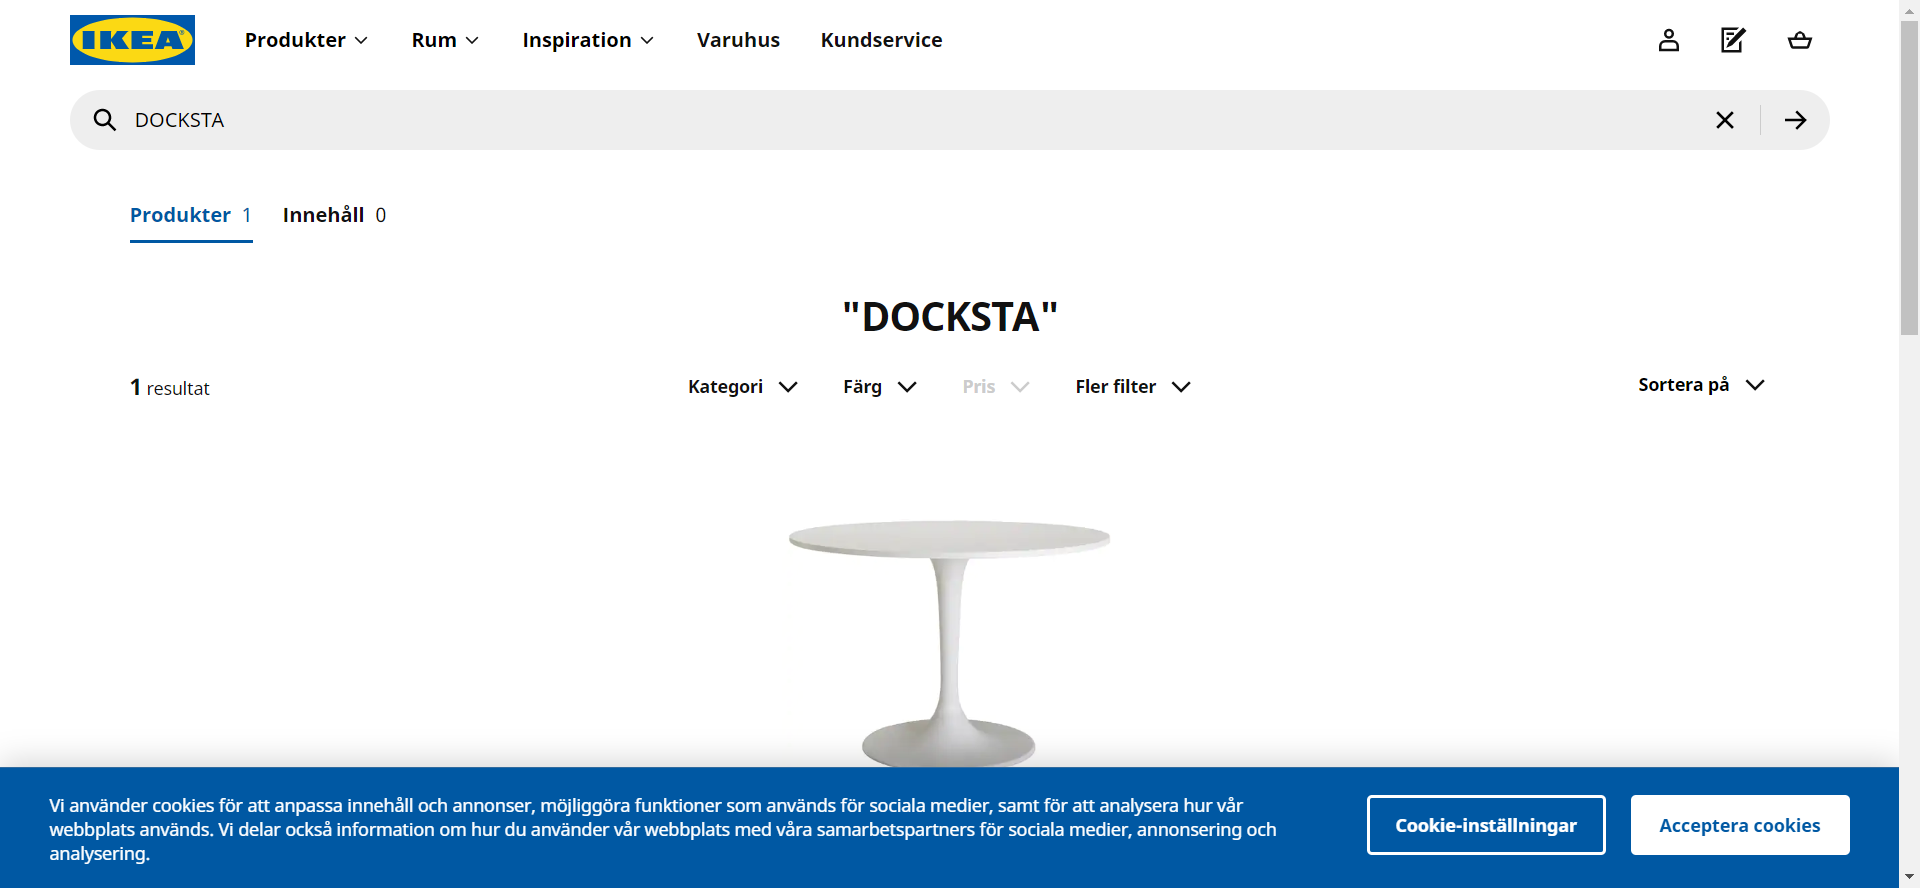 IKEA
Produkter Rum Inspiration Varuhus Kundservice
DOCKSTA
Produkter 1 Innehåll 0
"DOCKSTA"
1 resultat Kategori Färg Pris Fler filter Sortera på
Vi använder cookies för att anpassa innehåll och annonser, möjliggöra funktioner som används för sociala medier, samt för att analysera hur vår
webbplats används. Vi delar också information om hur du använder vår webbplats med våra samarbetspartners för sociala medier, annonsering och
analysering.
Cookie-inställningar Acceptera cookies